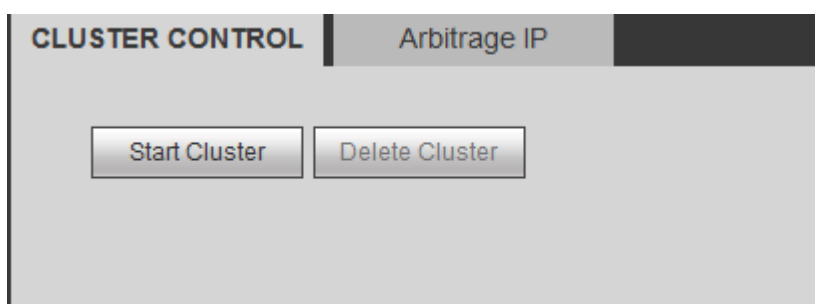 CLUSTER CONTROL Arbitrage IP
Start Cluster Delete Cluster